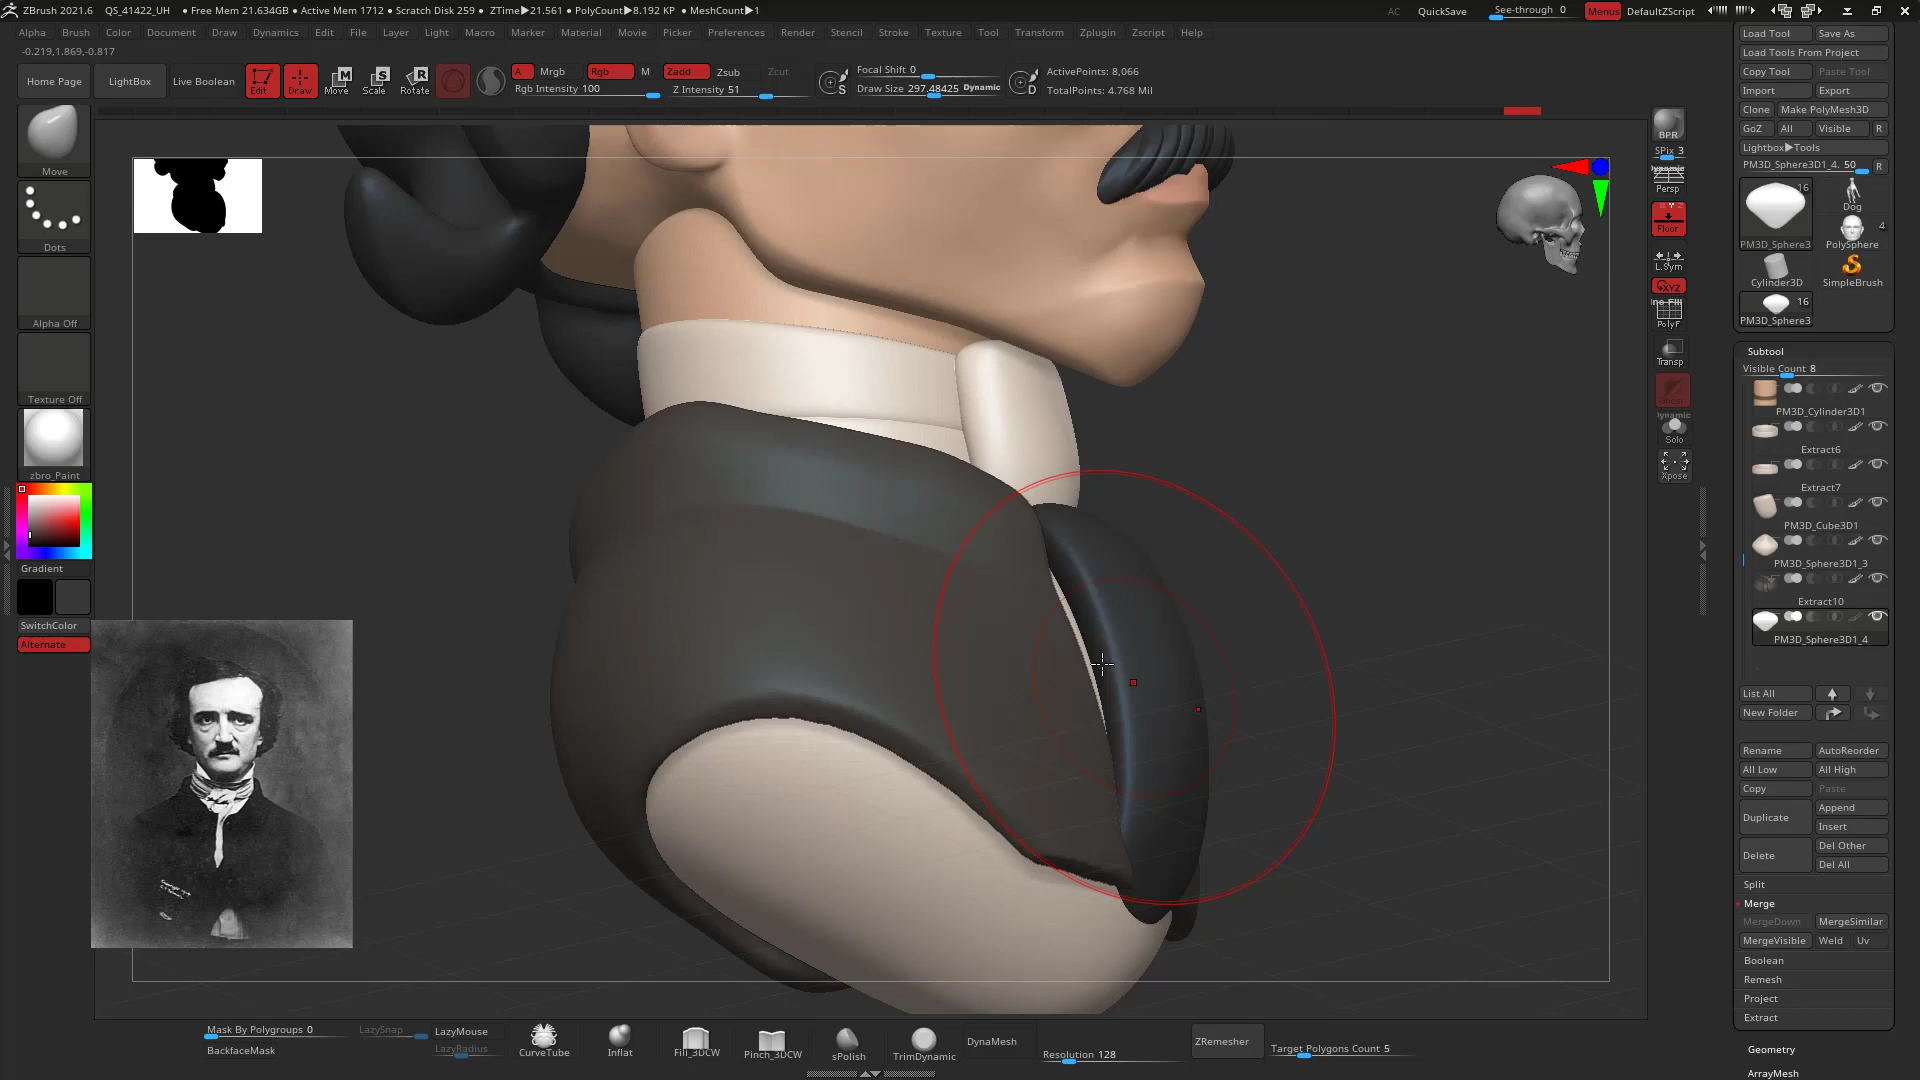 ZBrush 2021.6 QS_41422_UH • Free Mem 21.634GB • Active Mem 1712 • Scratch Disk 259 • ZTime▶21.561 • PolyCount▶8.192 KP • MeshCount▶1 AC QuickSave See-through 0 Menus DefaultZScript
Alpha Brush Color Document Draw Dynamics Edit File Layer Light Macro Marker Material Movie Picker Preferences Render Stencil Stroke Texture Tool Transform Zplugin Zscript Help
-0.219,1.869,-0.817
Home Page LightBox Live Boolean Edit Draw Move Scale Rotate
A Mrgb Rgb M Zadd Zsub Zcut
Rgb Intensity 100 Z Intensity 51
S Focal Shift 0
Draw Size 297.48425 Dynamic
D ActivePoints: 8,066
TotalPoints: 4.768 Mil
Move
Dots
Alpha Off
Texture Off
zbro_Paint
Gradient
SwitchColor
Alternate
BPR
SPix 3
Dynamic
Persp
Floor
L.Sym
XYZ
Line Fill
PolyF
Transp
Ghost
Dynamic
Solo
Xpose
Load Tool Save As
Load Tools From Project
Copy Tool Paste Tool
Import Export
Clone Make PolyMesh3D
GoZ All Visible R
Lightbox▶Tools
PM3D_Sphere3D1_4. 50 R
16
PM3D_Sphere3 Dog
4
PolySphere
Cylinder3D SimpleBrush
16
PM3D_Sphere3
Subtool
Visible Count 8
PM3D_Cylinder3D1
Extract6
Extract7
PM3D_Cube3D1
PM3D_Sphere3D1_3
Extract10
PM3D_Sphere3D1_4
List All
New Folder
Rename AutoReorder
All Low All High
Copy Paste
Duplicate Append
Insert
Delete Del Other
Del All
Split
Merge
MergeDown MergeSimilar
MergeVisible Weld Uv
Boolean
Remesh
Project
Extract
Geometry
ArrayMesh
Mask By Polygroups 0 LazySnap LazyMouse
BackfaceMask LazyRadius
CurveTube Inflat Fill_3DCW Pinch_3DCW sPolish TrimDynamic
DynaMesh Resolution 128
ZRemesher Target Polygons Count 5